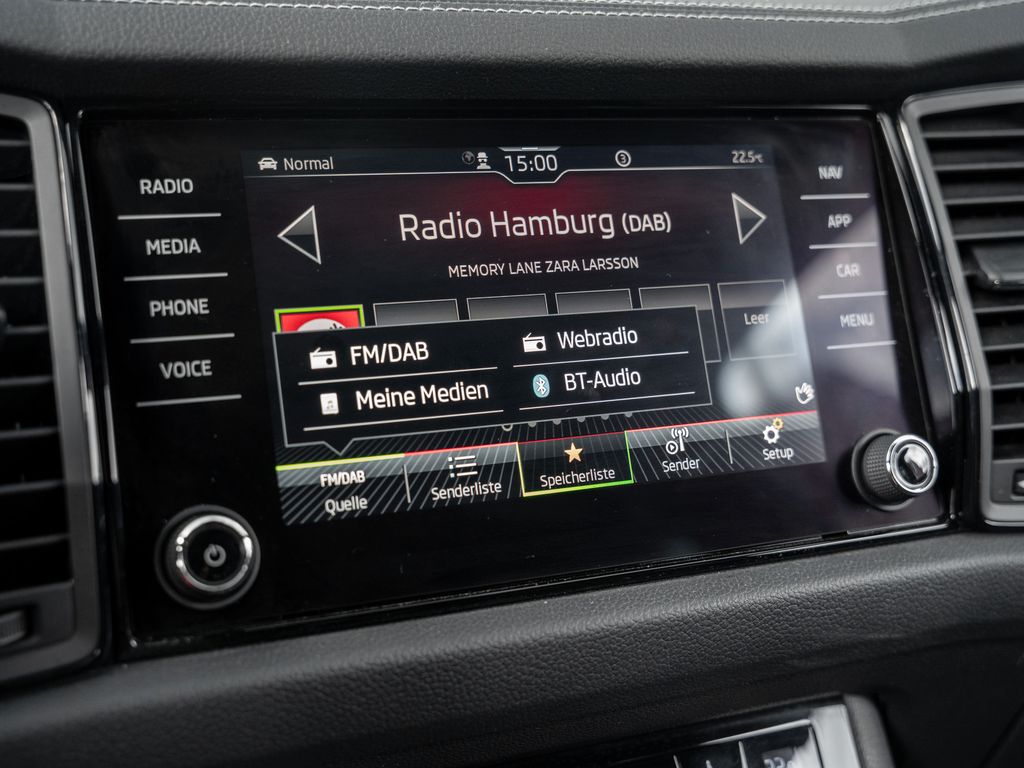 RADIO
MEDIA
PHONE
VOICE
Normal
15:00
3
22.5°C
Radio Hamburg (DAB)
MEMORY LANE ZARA LARSSON
Leer
FM/DAB
Webradio
Meine Medien
BT-Audio
FM/DAB
Quelle
Senderliste
Speicherliste
Sender
Setup
NAV
APP
CAR
MENU